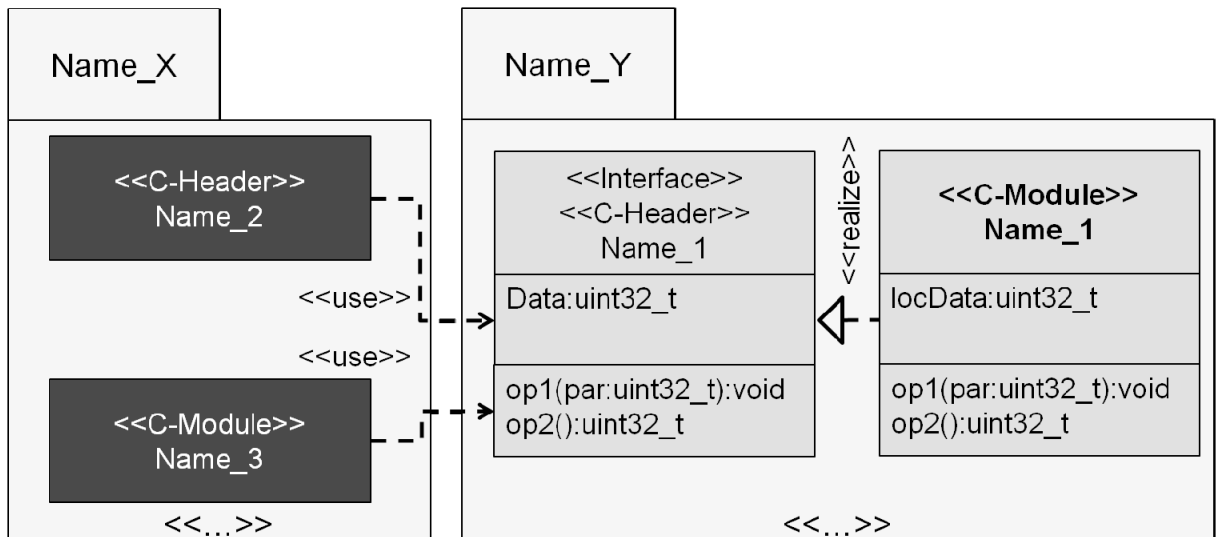 Name_X
<<C-Header>>
Name_2
<<use>>
<<use>>
<<C-Module>>
Name_3
<<...>>
Name_Y
<<Interface>>
<<C-Header>>
Name_1
Data:uint32_t
op1(par:uint32_t):void
op2():uint32_t
<<realize>>
<<C-Module>>
Name_1
locData:uint32_t
op1(par:uint32_t):void
op2():uint32_t
<<...>>